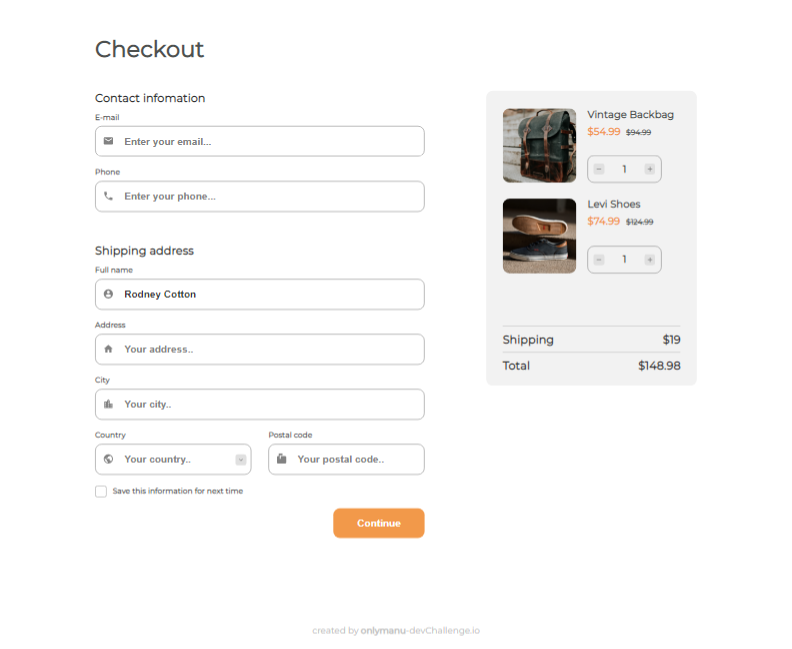 Checkout
Contact infomation
E-mail
Enter your email...
Phone
Enter your phone...
Shipping address
Full name
Rodney Cotton
Address
Your address..
City
Your city..
Country
Your country..
Postal code
Your postal code..
Save this information for next time
Continue
Vintage Backbag
$54.99 $94.99
− 1 +
Levi Shoes
$74.99 $124.99
− 1 +
Shipping $19
Total $148.98
created by onlymanu-devChallenge.io